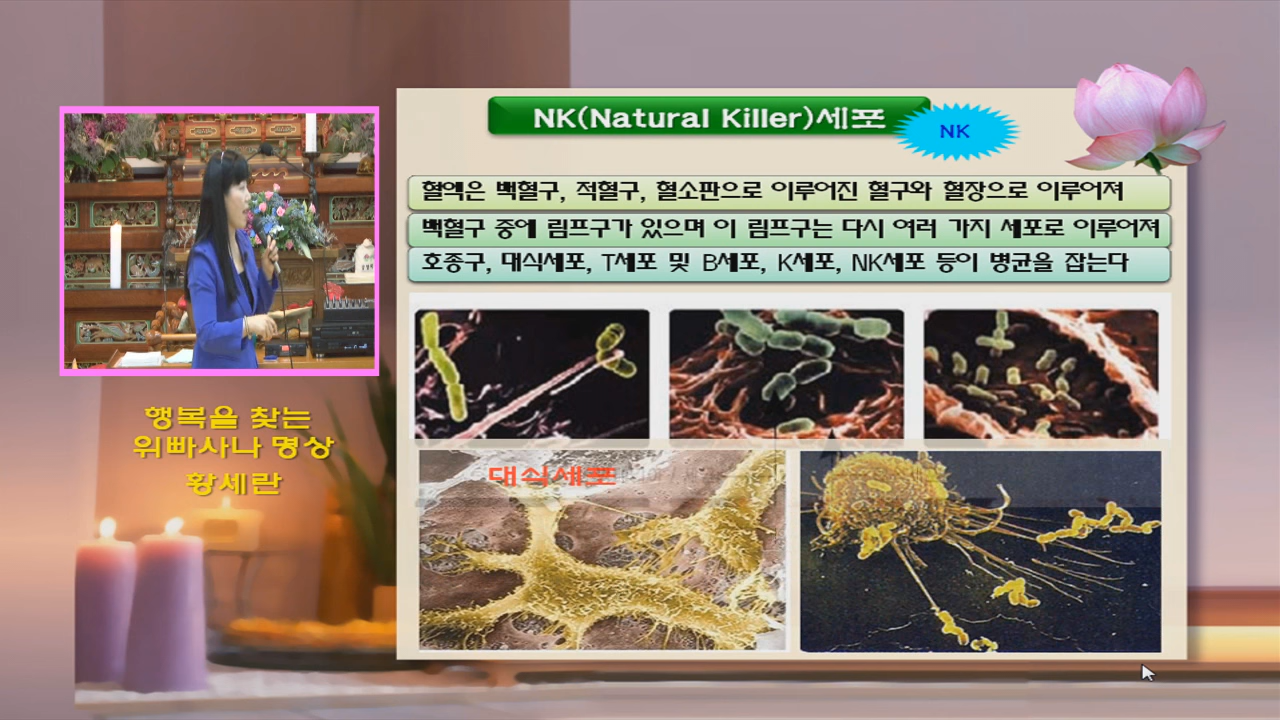 NK(Natural Killer)세포
NK
혈액은 백혈구, 적혈구, 혈소판으로 이루어진 혈구와 혈장으로 이루어져
백혈구 중에 림프구가 있으며 이 림프구는 다시 여러 가지 세포로 이루어져
호중구, 대식세포, T세포 및 B세포, K세포, NK세포 등이 병균을 잡는다
대식세포
행복을 찾는
위빠사나 명상
황세란